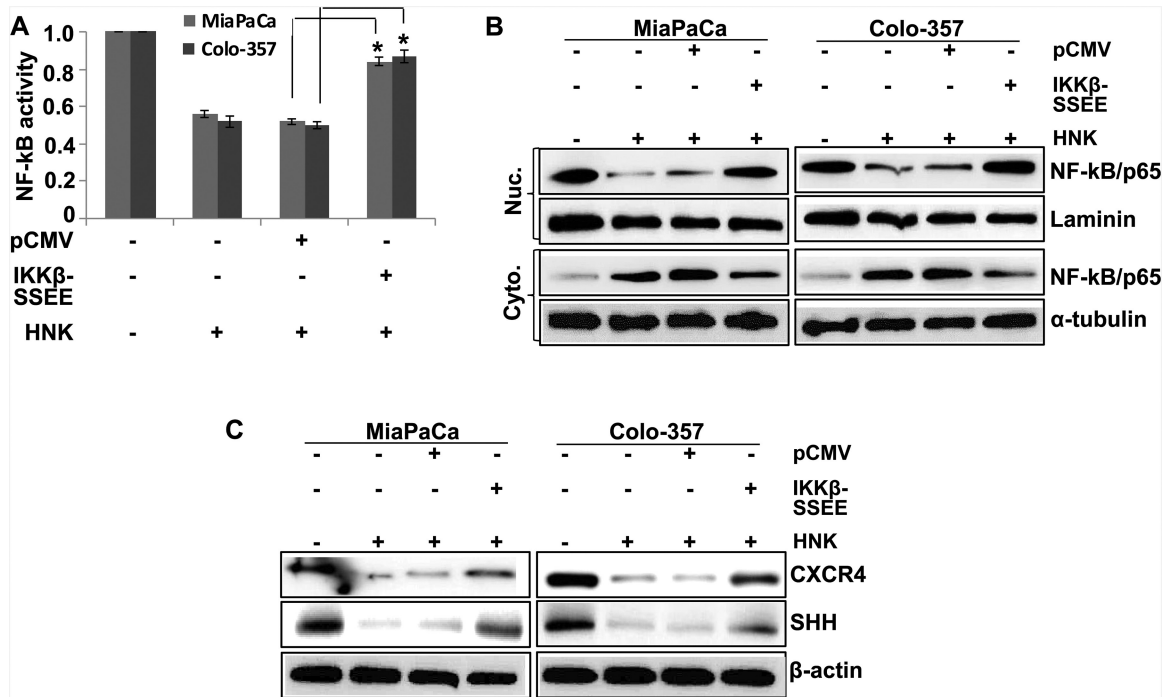 A
MiaPaCa
Colo-357
NF-kB activity
1.0
0.8
0.6
0.4
0.2
0
* *
pCMV - - + -
IKKβ- - - - +
SSEE
HNK - + + +
B
MiaPaCa Colo-357
- - + - - - + - pCMV
- - - + - - - + IKKβ-
SSEE
- + + + - + + + HNK
Nuc.
NF-kB/p65
Laminin
Cyto.
NF-kB/p65
α-tubulin
C
MiaPaCa Colo-357
- - + - - - + - pCMV
- - - + - - - + IKKβ-
SSEE
- + + + - + + + HNK
CXCR4
SHH
β-actin